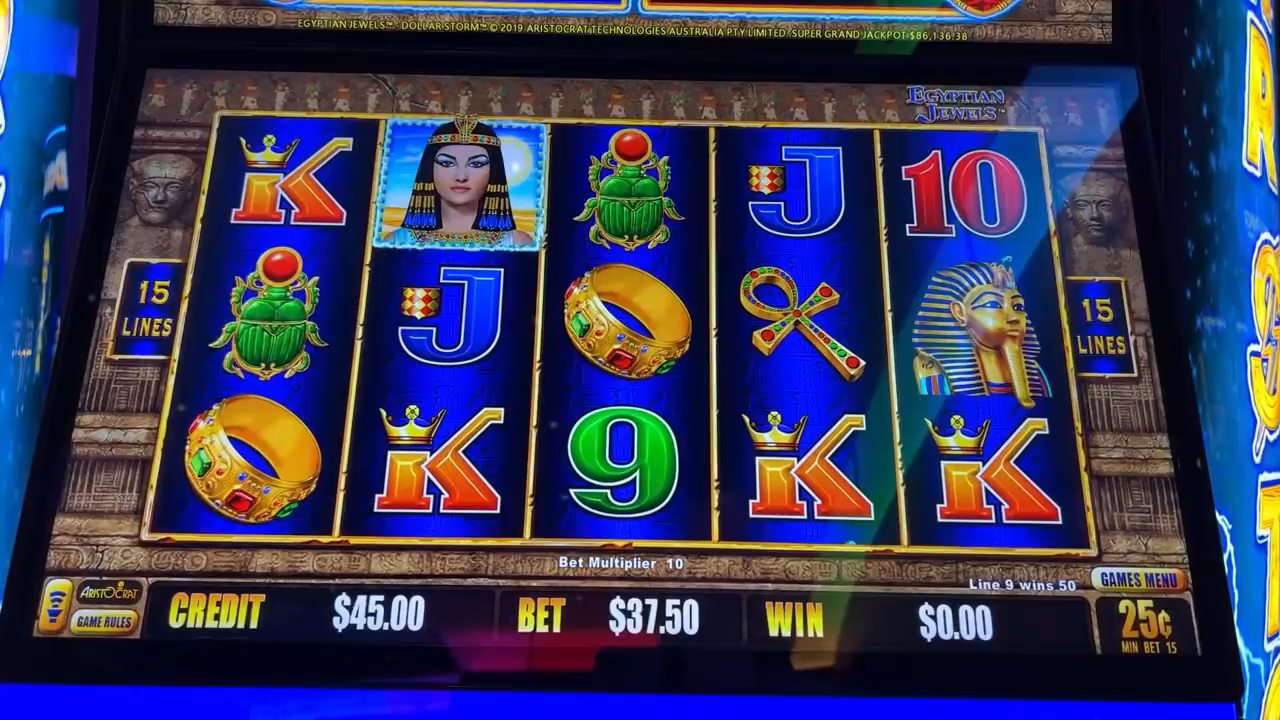 EGYPTIAN JEWELS™ - DOLLAR STORM™ © 2019 ARISTOCRAT TECHNOLOGIES AUSTRALIA PTY LIMITED. SUPER GRAND JACKPOT $86,136.38
EGYPTIAN
JEWELS™
K J 10
15
LINES
J
15
LINES
K 9 K K
Bet Multiplier 10
Line 9 wins 50
GAMES MENU
ARISTOCRAT
GAME RULES
CREDIT $45.00 BET $37.50 WIN $0.00
25¢
MIN BET 15